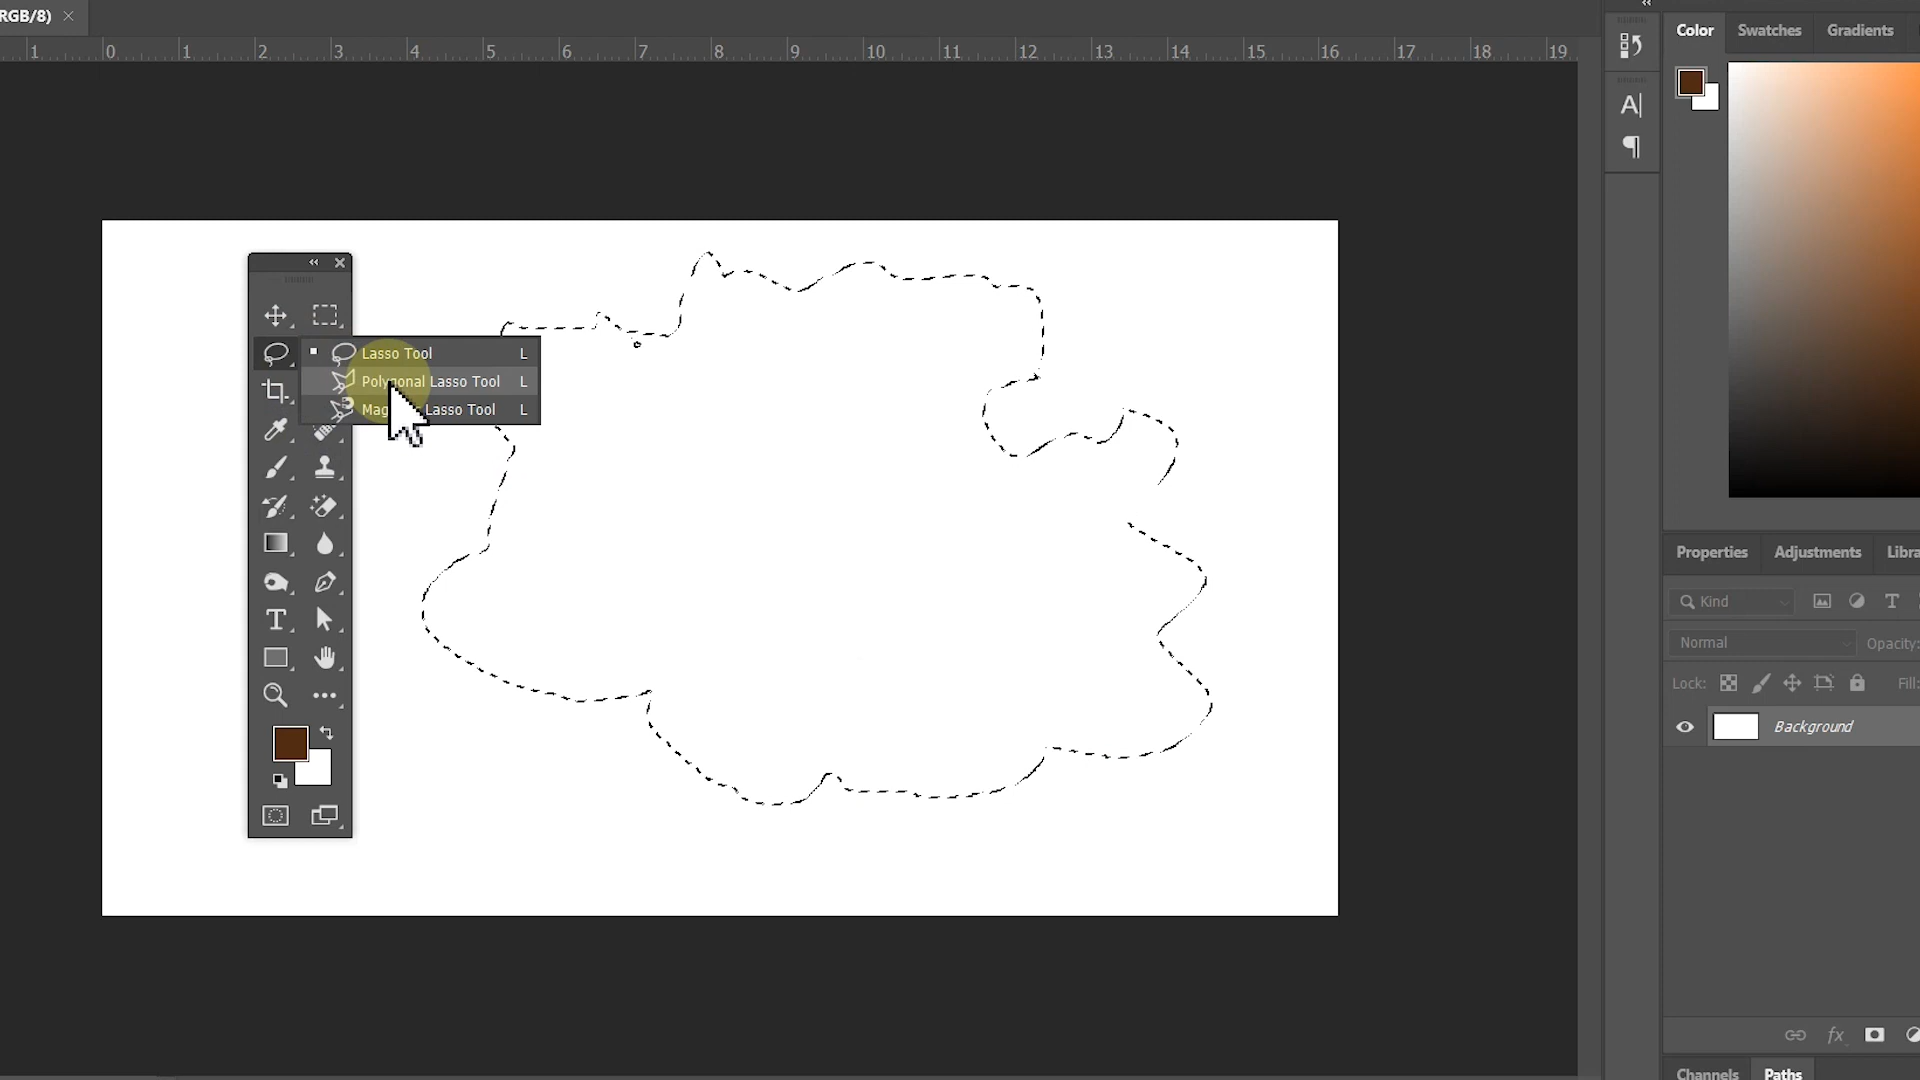 RGB/8)
1 0 1 2 3 4 5 6 7 8 9 10 11 12 13 14 15 16 17 18 19
Color Swatches Gradients
Lasso Tool L
Polygonal Lasso Tool L
Lasso Tool L
Properties Adjustments Libra
Kind
Normal Opacity:
Lock: Fill:
Background
fx
Channels Paths